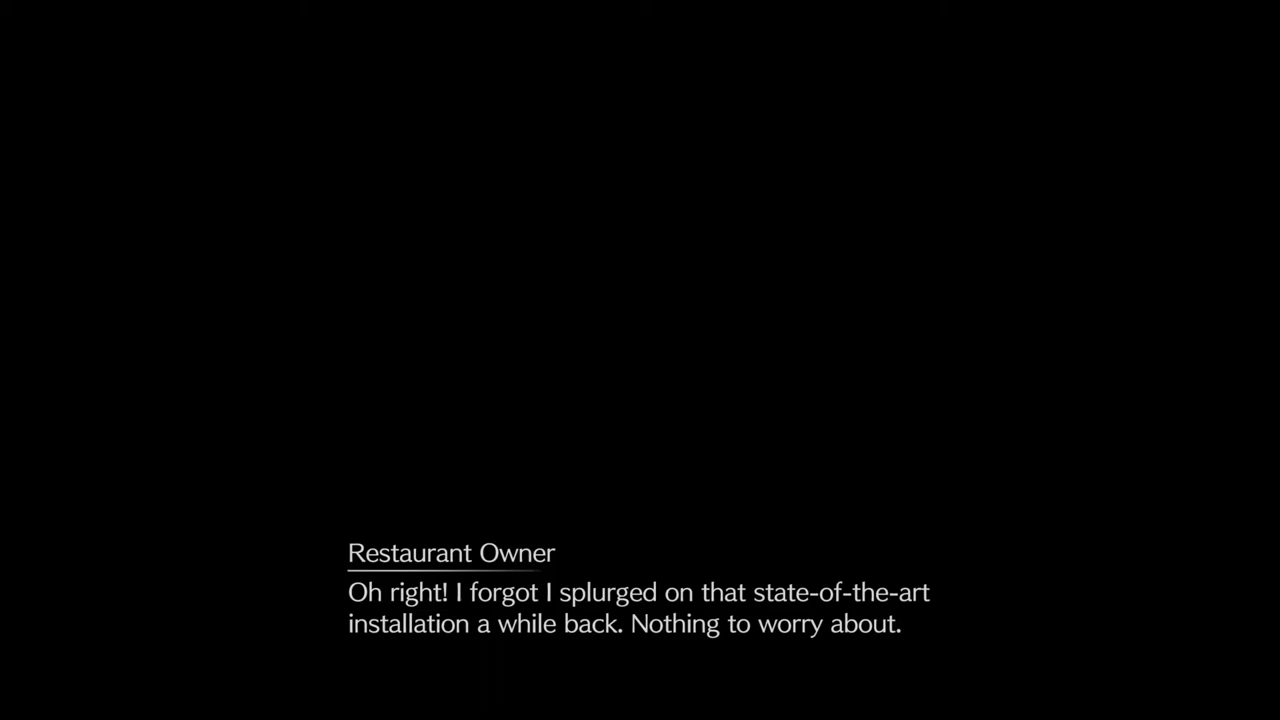 Restaurant Owner
Oh right! I forgot I splurged on that state-of-the-art
installation a while back. Nothing to worry about.